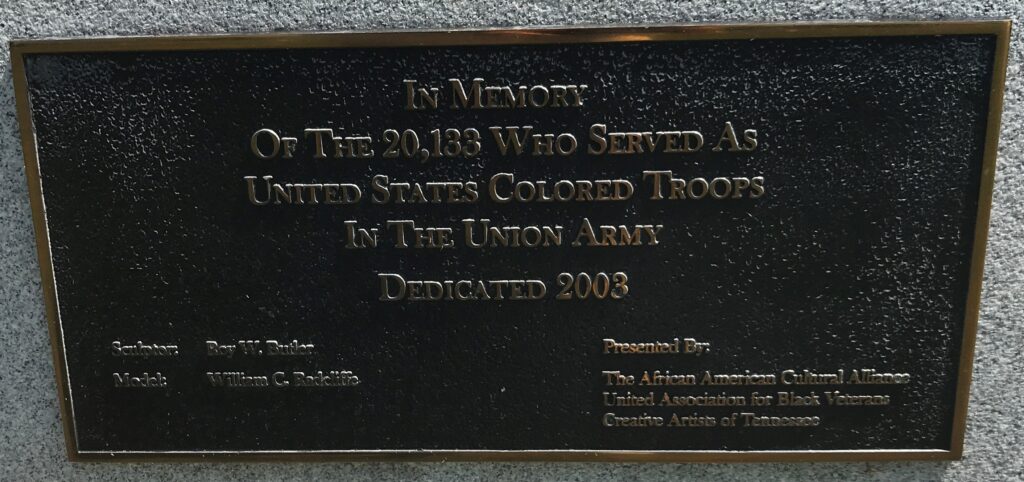 In Memory
Of The 20,133 Who Served As
United States Colored Troops
In The Union Army
Dedicated 2003
Sculptor: Roy W. Butler
Model: William C. Radcliffe
Presented By:
The African American Cultural Alliance
United Association for Black Veterans
Creative Artists of Tennessee